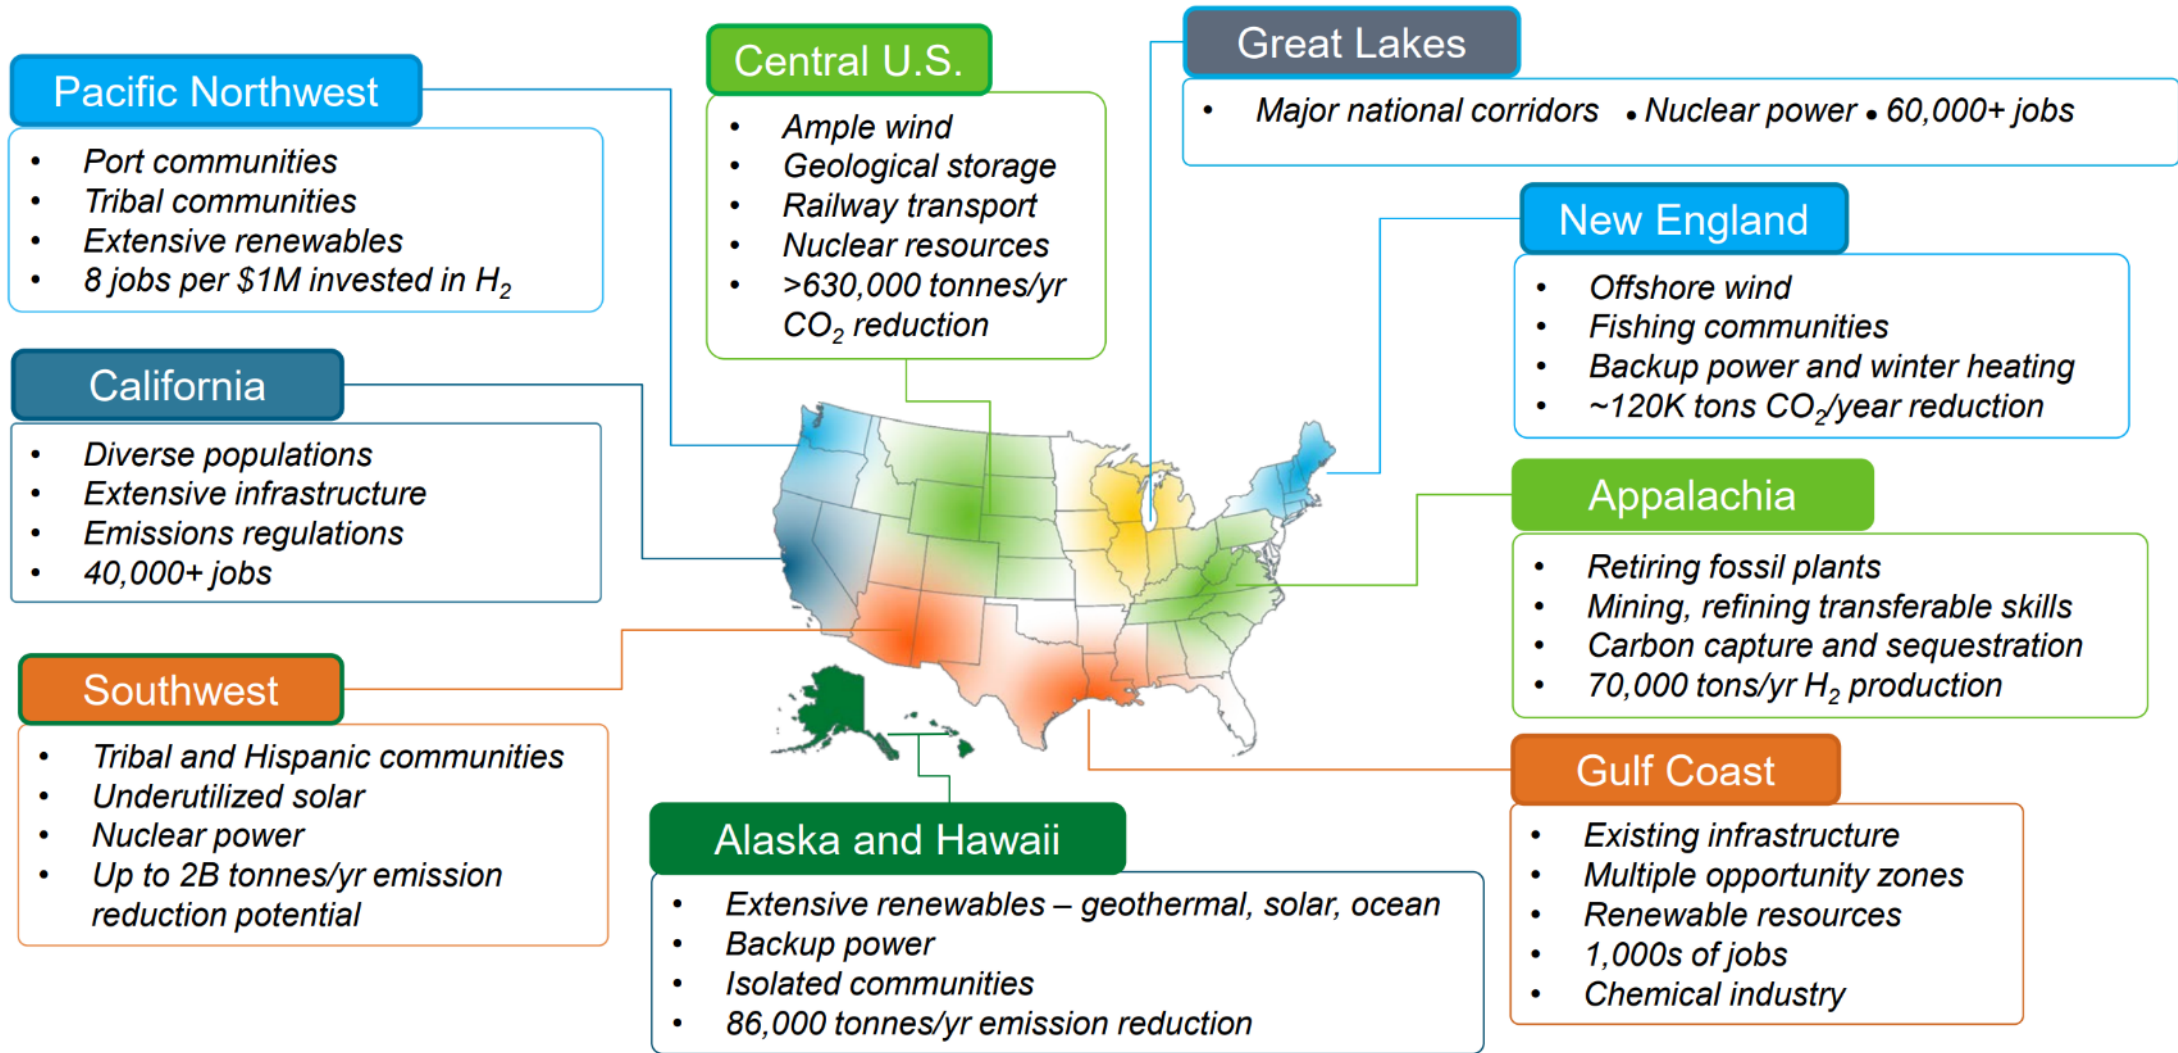 Pacific Northwest
• Port communities
• Tribal communities
• Extensive renewables
• 8 jobs per $1M invested in H₂
Central U.S.
• Ample wind
• Geological storage
• Railway transport
• Nuclear resources
• >630,000 tonnes/yr
CO₂ reduction
Great Lakes
• Major national corridors • Nuclear power • 60,000+ jobs
New England
• Offshore wind
• Fishing communities
• Backup power and winter heating
• ~120K tons CO₂/year reduction
California
• Diverse populations
• Extensive infrastructure
• Emissions regulations
• 40,000+ jobs
Appalachia
• Retiring fossil plants
• Mining, refining transferable skills
• Carbon capture and sequestration
• 70,000 tons/yr H₂ production
Southwest
• Tribal and Hispanic communities
• Underutilized solar
• Nuclear power
• Up to 2B tonnes/yr emission
reduction potential
Alaska and Hawaii
• Extensive renewables – geothermal, solar, ocean
• Backup power
• Isolated communities
• 86,000 tonnes/yr emission reduction
Gulf Coast
• Existing infrastructure
• Multiple opportunity zones
• Renewable resources
• 1,000s of jobs
• Chemical industry